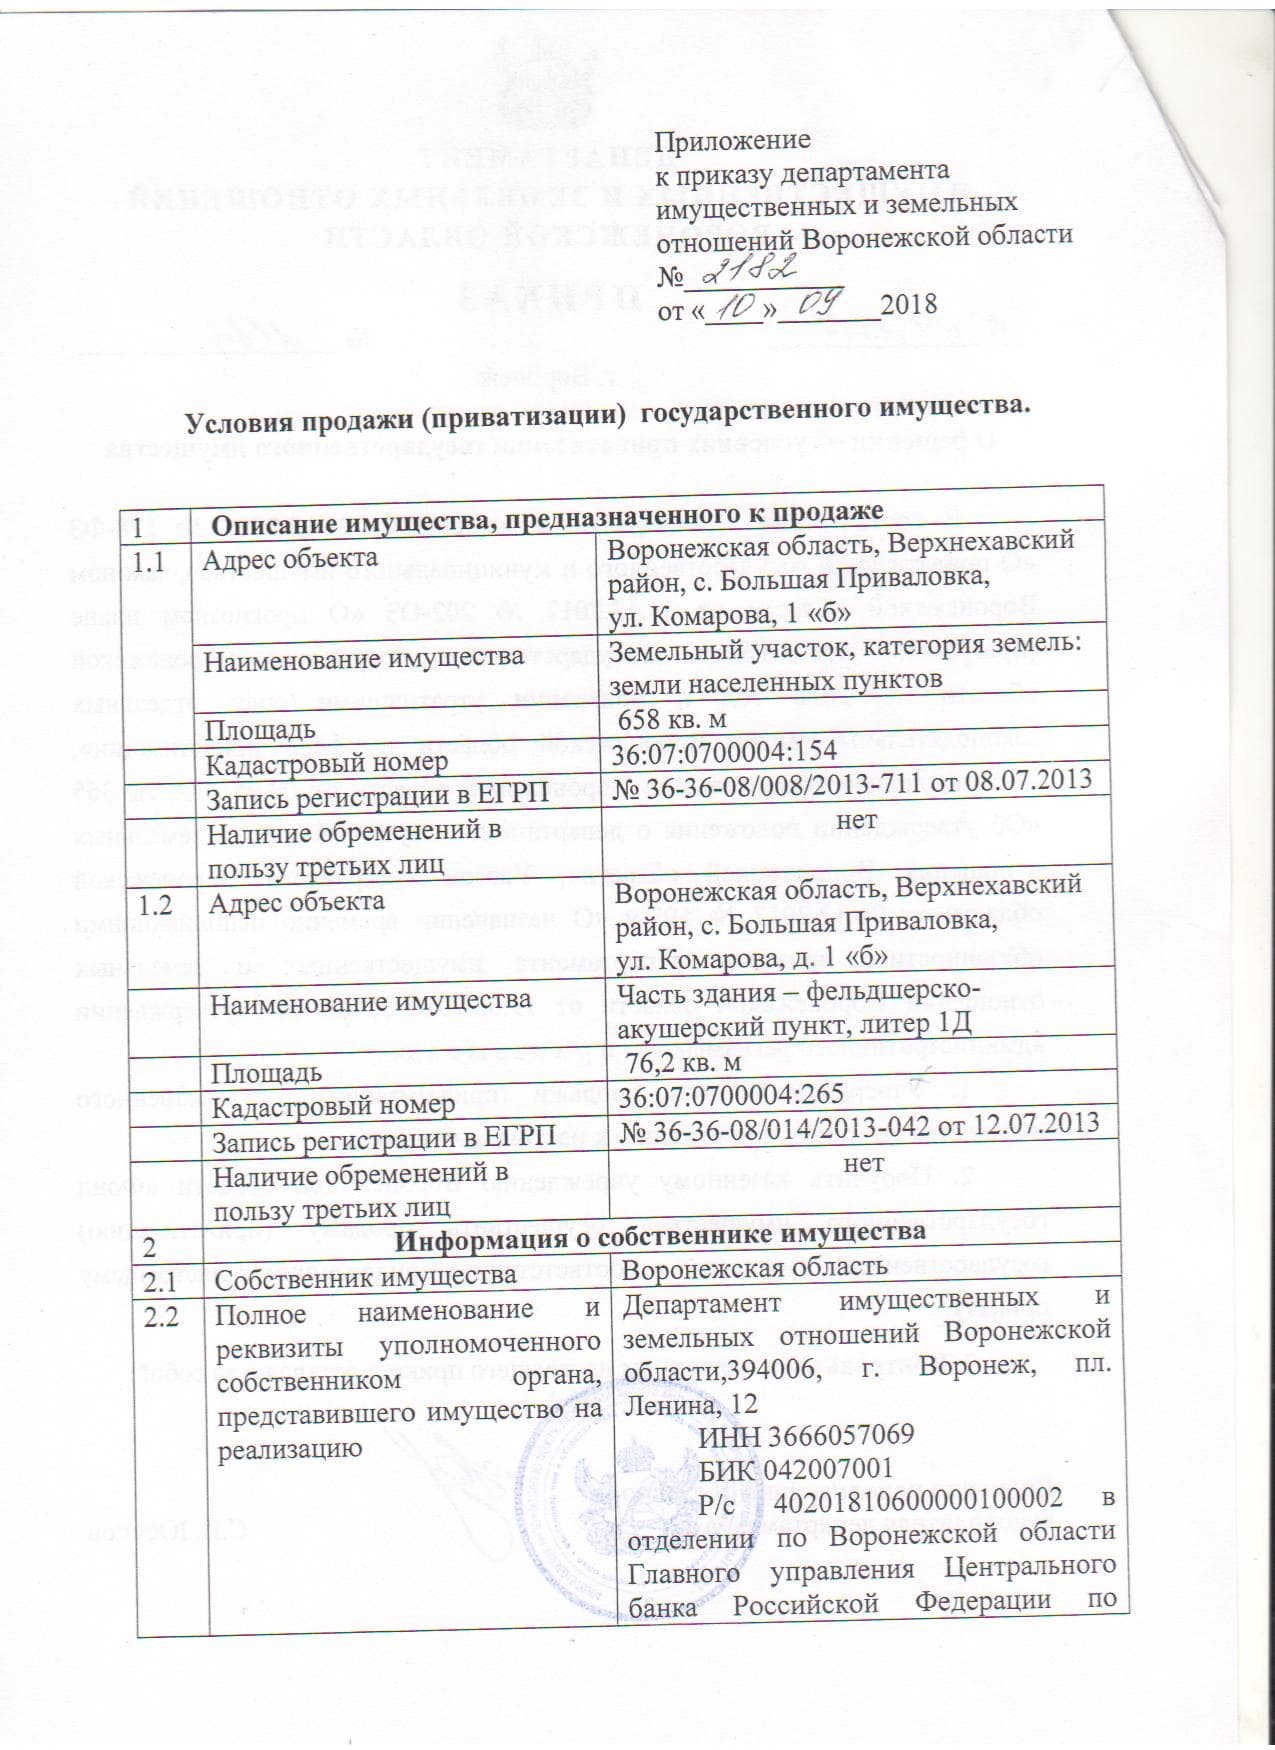 Приложение
к приказу департамента
имущественных и земельных
отношений Воронежской области
№ 2182
от « 10 » 09 2018
Условия продажи (приватизации) государственного имущества.
1 Описание имущества, предназначенного к продаже
1.1 Адрес объекта Воронежская область, Верхнехавский
район, с. Большая Приваловка,
ул. Комарова, 1 «б»
Наименование имущества Земельный участок, категория земель:
земли населенных пунктов
Площадь 658 кв. м
Кадастровый номер 36:07:0700004:154
Запись регистрации в ЕГРП № 36-36-08/008/2013-711 от 08.07.2013
Наличие обременений в нет
пользу третьих лиц
1.2 Адрес объекта Воронежская область, Верхнехавский
район, с. Большая Приваловка,
ул. Комарова, д. 1 «б»
Наименование имущества Часть здания – фельдшерско-
акушерский пункт, литер 1Д
Площадь 76,2 кв. м
Кадастровый номер 36:07:0700004:265
Запись регистрации в ЕГРП № 36-36-08/014/2013-042 от 12.07.2013
Наличие обременений в нет
пользу третьих лиц
2 Информация о собственнике имущества
2.1 Собственник имущества Воронежская область
2.2 Полное наименование и Департамент имущественных и
реквизиты уполномоченного земельных отношений Воронежской
собственником органа, области,394006, г. Воронеж, пл.
представившего имущество на Ленина, 12
реализацию ИНН 3666057069
БИК 042007001
Р/с 40201810600000100002 в
отделении по Воронежской области
Главного управления Центрального
банка Российской Федерации по